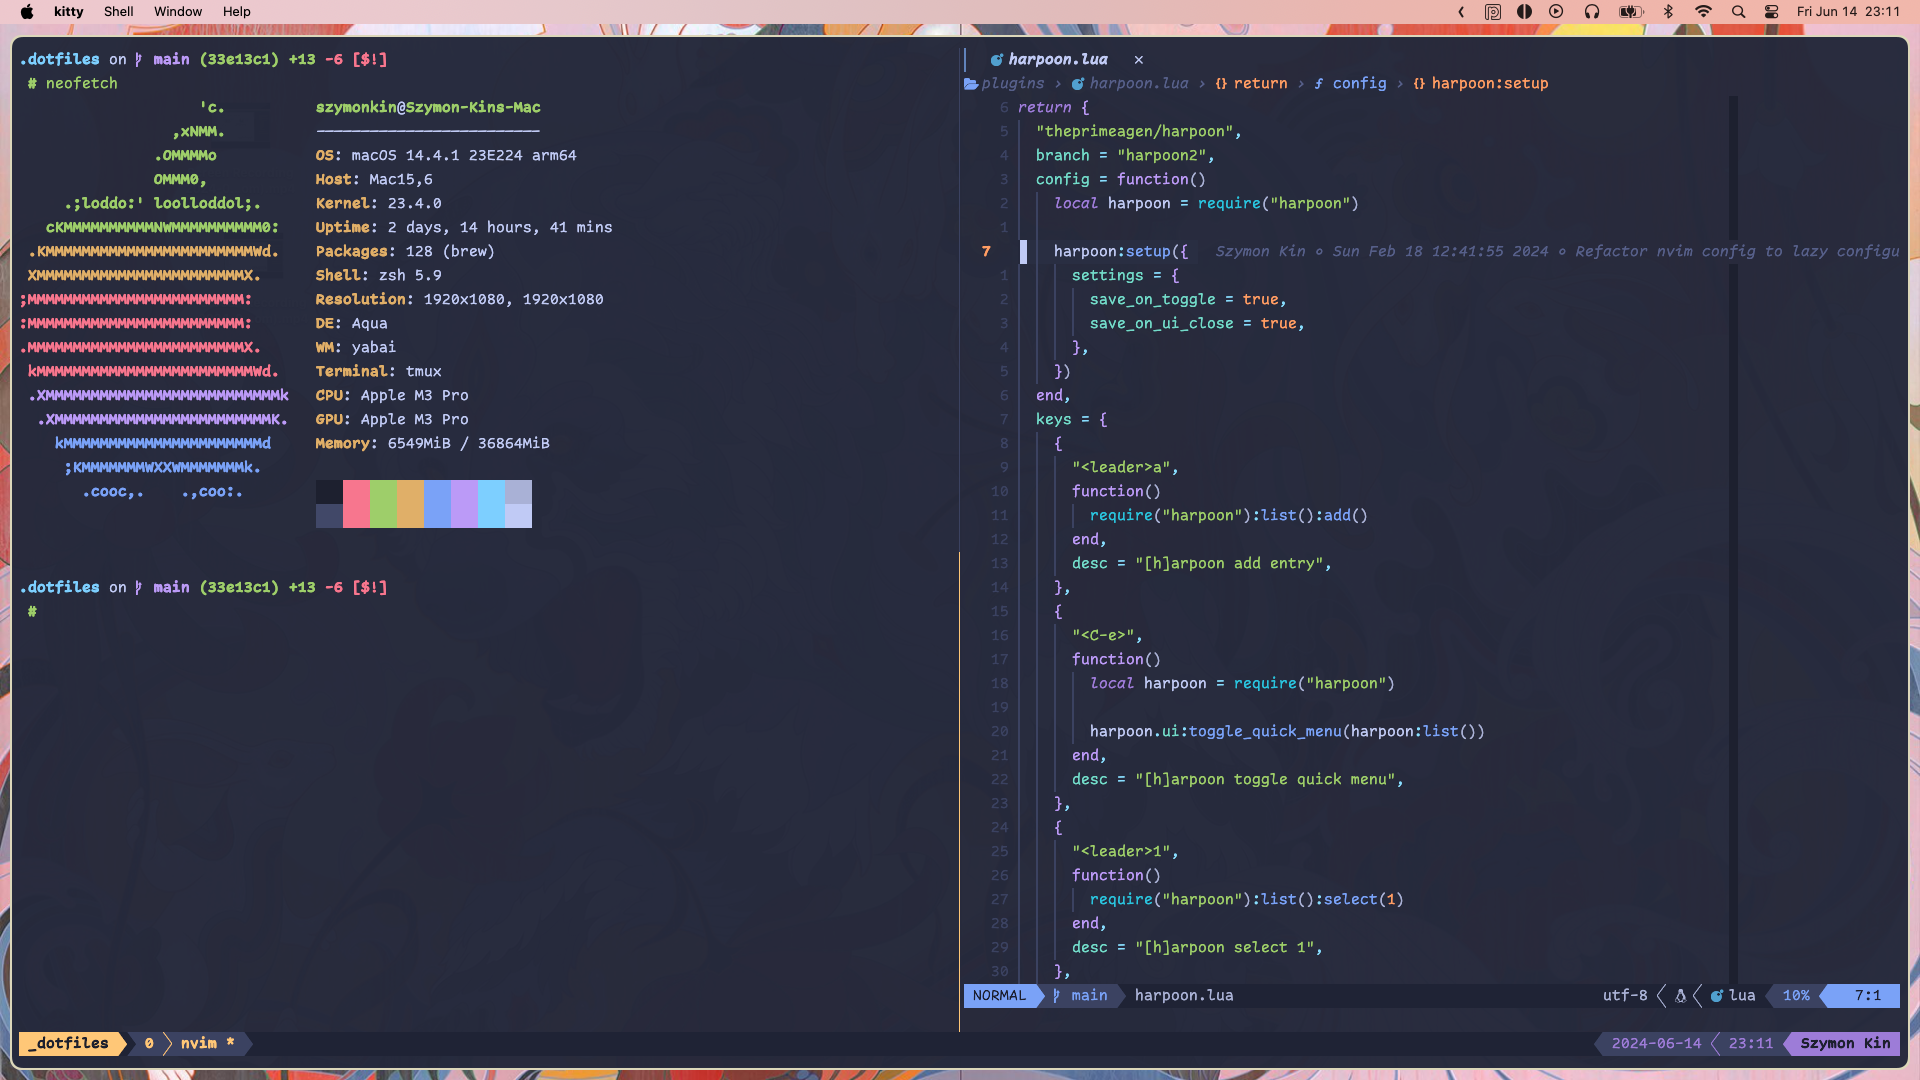 kitty Shell Window Help
Fri Jun 14 23:11
.dotfiles on main (33e13c1) +13 -6 [$!]
# neofetch
'c.
,xNMM.
.OMMMMo
OMMM0,
.;loddo:' loolloddol;.
cKMMMMMMMMMMNWMMMMMMMMMM0:
.KMMMMMMMMMMMMMMMMMMMMMMMWd.
XMMMMMMMMMMMMMMMMMMMMMMMX.
;MMMMMMMMMMMMMMMMMMMMMMMM:
:MMMMMMMMMMMMMMMMMMMMMMMM:
.MMMMMMMMMMMMMMMMMMMMMMMMX.
kMMMMMMMMMMMMMMMMMMMMMMMMWd.
.XMMMMMMMMMMMMMMMMMMMMMMMMMMk
.XMMMMMMMMMMMMMMMMMMMMMMMMK.
kMMMMMMMMMMMMMMMMMMMMMMd
;KMMMMMMMWXXWMMMMMMMk.
.cooc,. .,coo:.
szymonkin@Szymon-Kins-Mac
-------------------------
OS: macOS 14.4.1 23E224 arm64
Host: Mac15,6
Kernel: 23.4.0
Uptime: 2 days, 14 hours, 41 mins
Packages: 128 (brew)
Shell: zsh 5.9
Resolution: 1920x1080, 1920x1080
DE: Aqua
WM: yabai
Terminal: tmux
CPU: Apple M3 Pro
GPU: Apple M3 Pro
Memory: 6549MiB / 36864MiB
.dotfiles on main (33e13c1) +13 -6 [$!]
#
harpoon.lua ×
plugins › harpoon.lua › {} return › ƒ config › {} harpoon:setup
6 return {
5 "theprimeagen/harpoon",
4 branch = "harpoon2",
3 config = function()
2 local harpoon = require("harpoon")
1
7 harpoon:setup({ Szymon Kin ∘ Sun Feb 18 12:41:55 2024 ∘ Refactor nvim config to lazy configu
1 settings = {
2 save_on_toggle = true,
3 save_on_ui_close = true,
4 },
5 })
6 end,
7 keys = {
8 {
9 "<leader>a",
10 function()
11 require("harpoon"):list():add()
12 end,
13 desc = "[h]arpoon add entry",
14 },
15 {
16 "<C-e>",
17 function()
18 local harpoon = require("harpoon")
19
20 harpoon.ui:toggle_quick_menu(harpoon:list())
21 end,
22 desc = "[h]arpoon toggle quick menu",
23 },
24 {
25 "<leader>1",
26 function()
27 require("harpoon"):list():select(1)
28 end,
29 desc = "[h]arpoon select 1",
30 },
NORMAL main harpoon.lua utf-8 lua 10% 7:1
_dotfiles 0 nvim * 2024-06-14 23:11 Szymon Kin